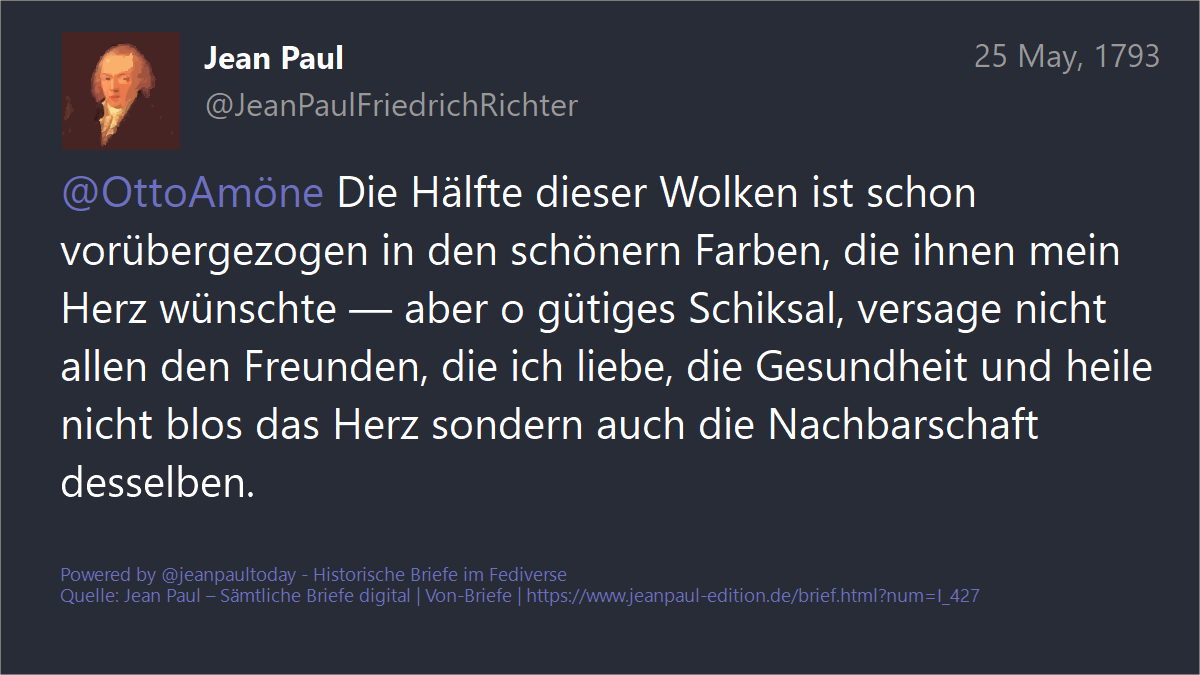 Jean Paul
25 May, 1793
@JeanPaulFriedrichRichter
@OttoAmöne Die Hälfte dieser Wolken ist schon
vorübergezogen in den schönern Farben, die ihnen mein
Herz wünschte — aber o gütiges Schiksal, versage nicht
allen den Freunden, die ich liebe, die Gesundheit und heile
nicht blos das Herz sondern auch die Nachbarschaft
desselben.
Powered by @jeanpaultoday - Historische Briefe im Fediverse
Quelle: Jean Paul – Sämtliche Briefe digital | Von-Briefe | https://www.jeanpaul-edition.de/brief.html?num=I_427